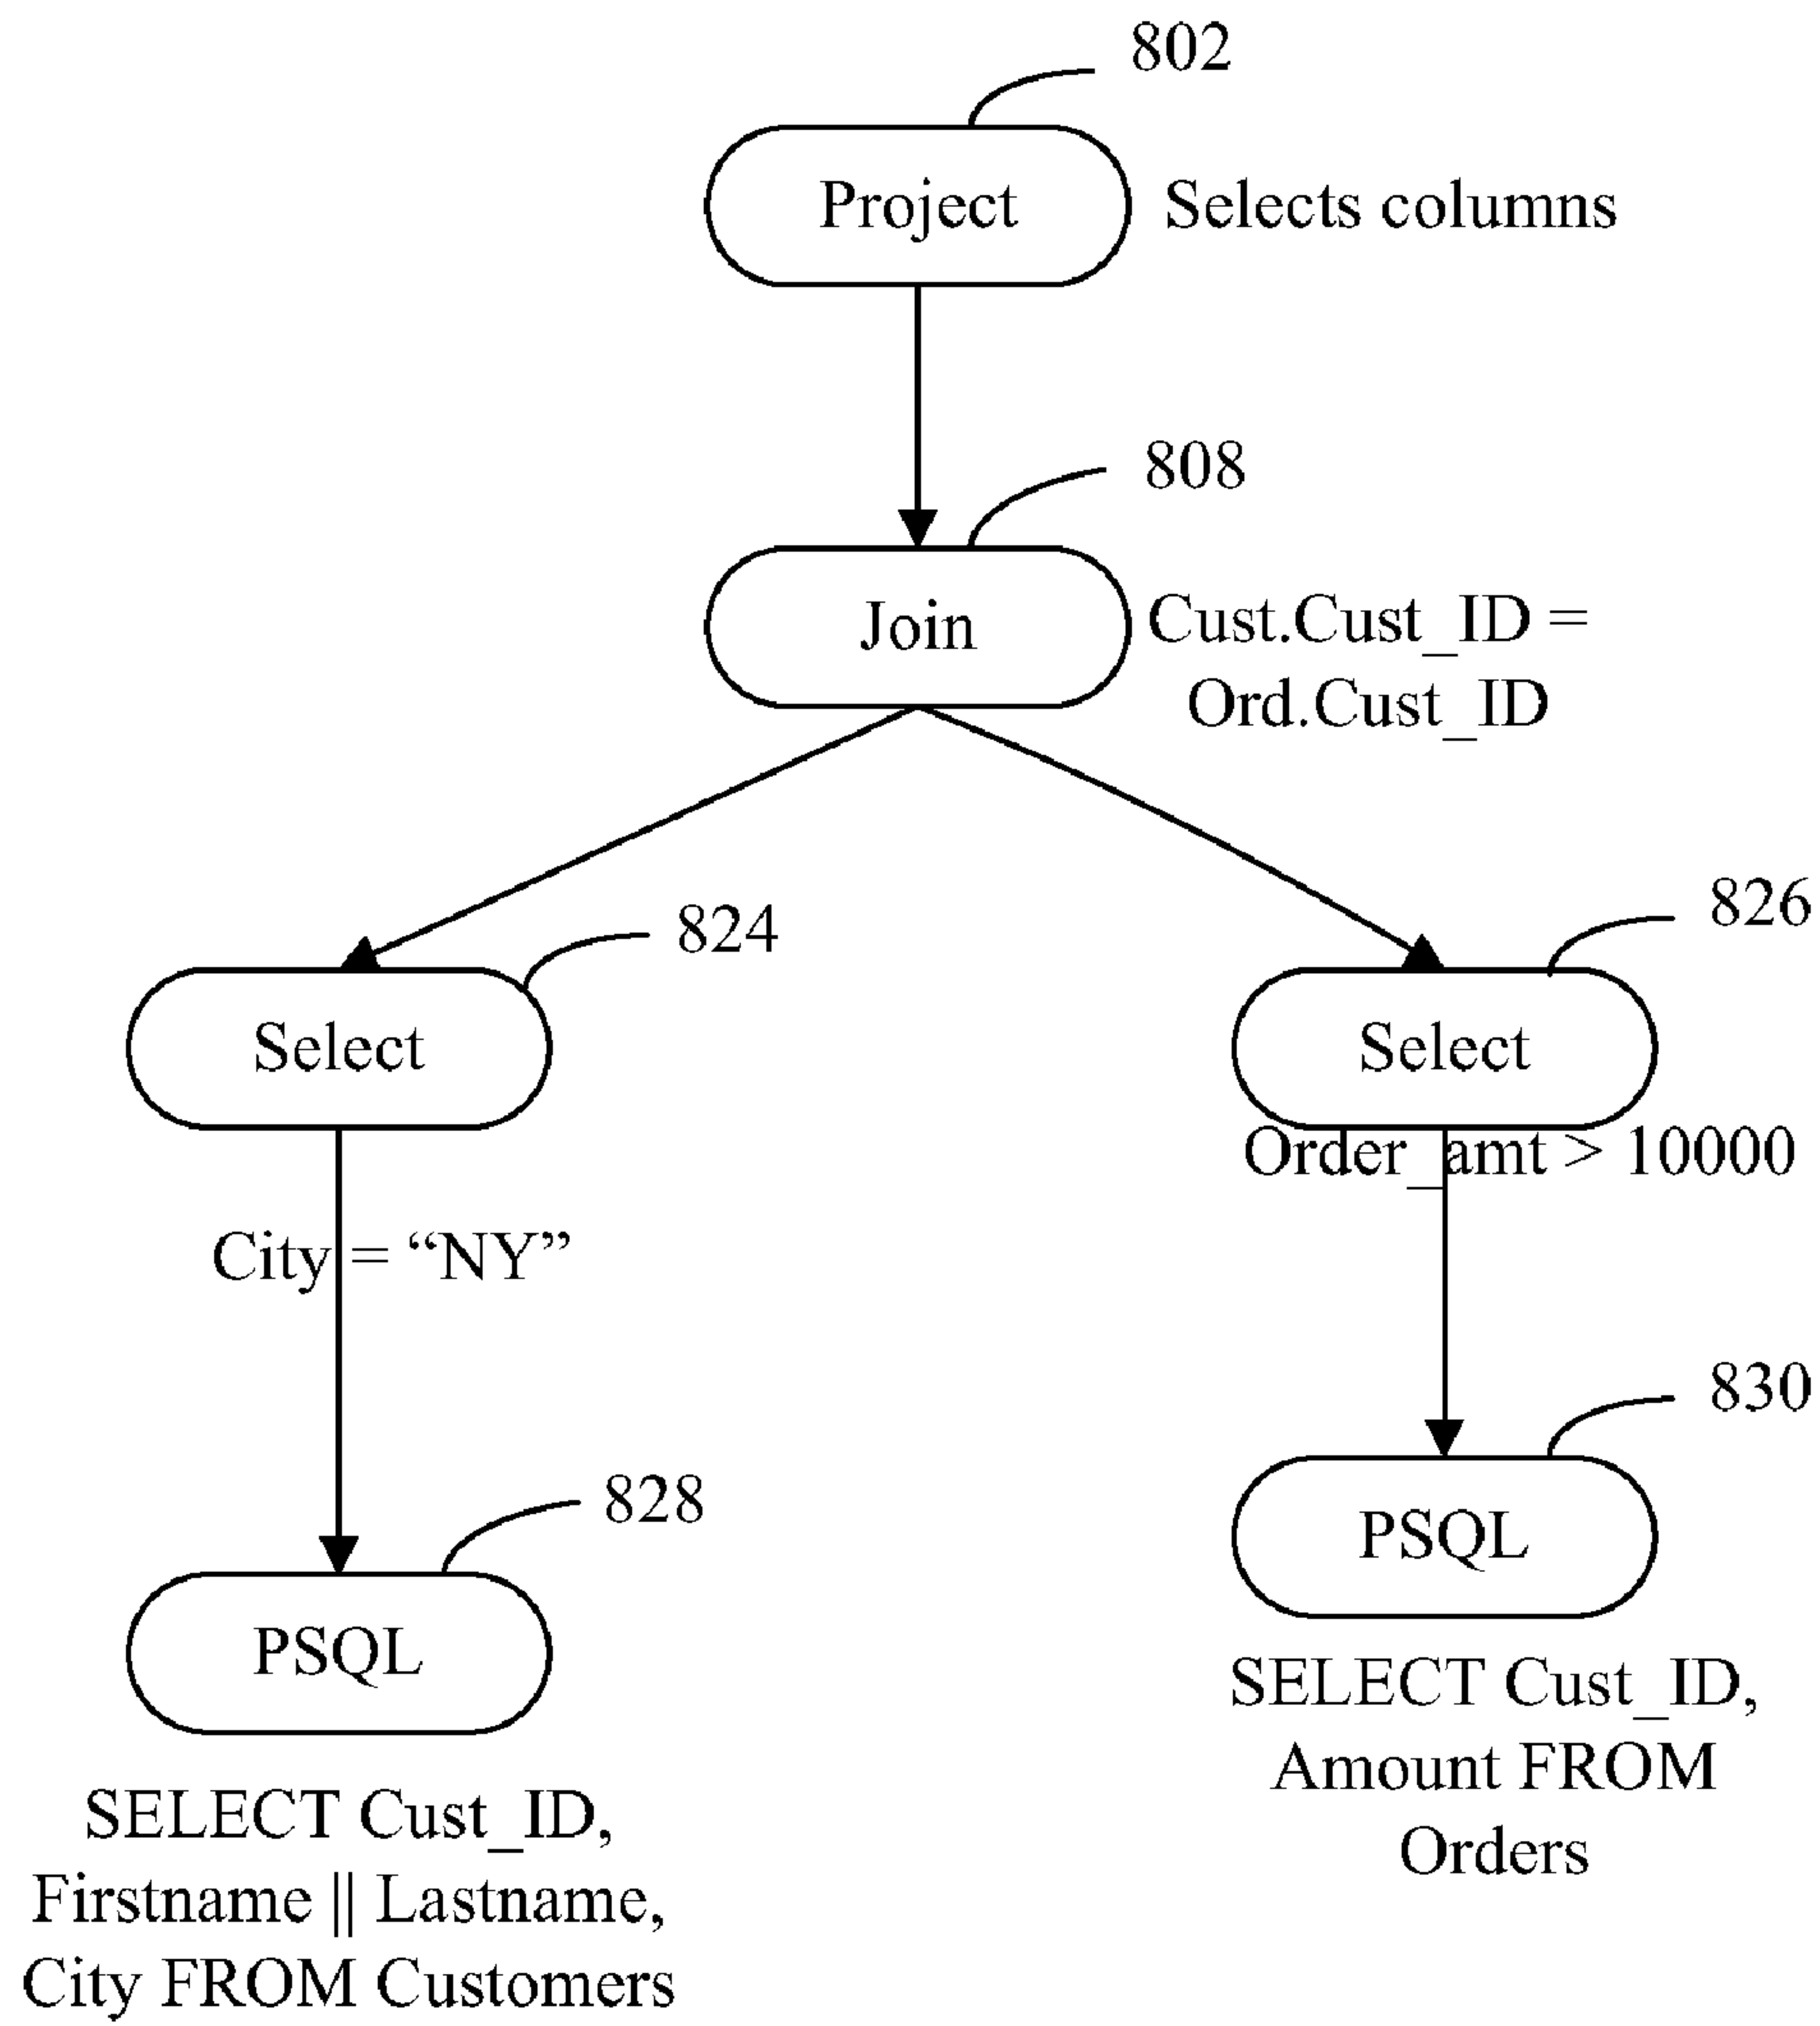 802
Project
Selects columns
808
Join
Cust.Cust_ID =
Ord.Cust_ID
824
826
Select
Select
Order_amt > 10000
City = “NY”
830
828
PSQL
PSQL
SELECT Cust_ID,
Amount FROM
Orders
SELECT Cust_ID,
Firstname || Lastname,
City FROM Customers